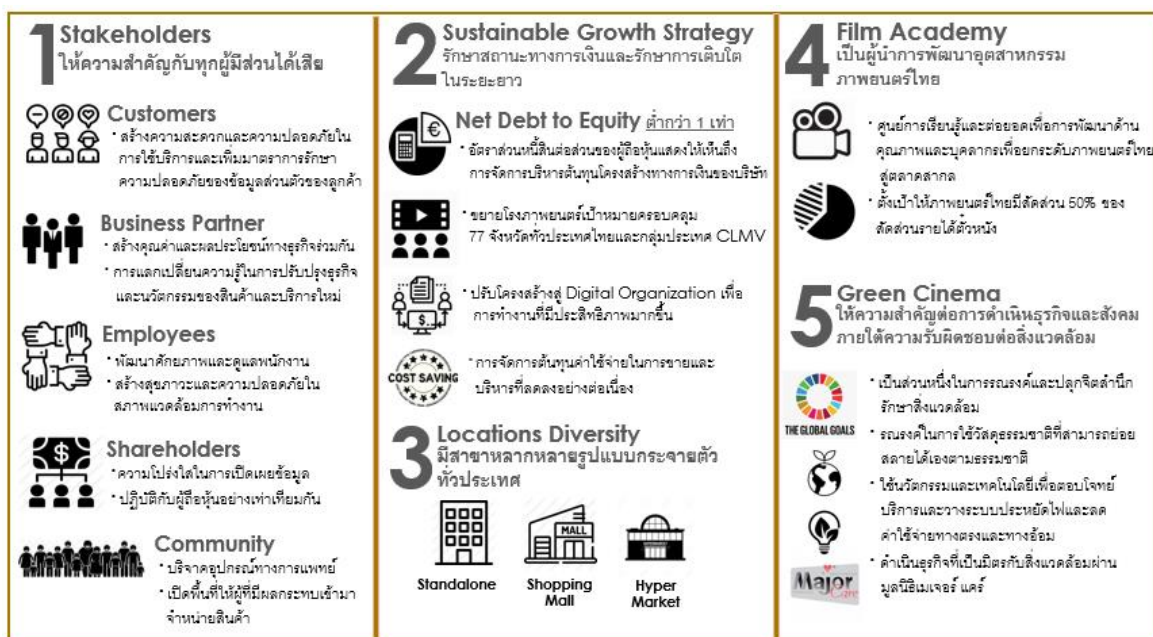 1 Stakeholders
ให้ความสำคัญกับทุกผู้มีส่วนได้เสีย
Customers
• สร้างความสะดวกและความปลอดภัยใน
การใช้บริการและเพิ่มมาตราการรักษา
ความปลอดภัยของข้อมูลส่วนตัวของลูกค้า
Business Partner
• สร้างคุณค่าและผลประโยชน์ทางธุรกิจร่วมกัน
• การแลกเปลี่ยนความรู้ในการปรับปรุงธุรกิจ
และนวัตกรรมของสินค้าและบริการใหม่
Employees
• พัฒนาศักยภาพและดูแลพนักงาน
• สร้างสุขภาวะและความปลอดภัยใน
สภาพแวดล้อมการทำงาน
Shareholders
• ความโปร่งใสในการเปิดเผยข้อมูล
• ปฏิบัติกับผู้ถือหุ้นอย่างเท่าเทียมกัน
Community
• บริจาคอุปกรณ์ทางการแพทย์
• เปิดพื้นที่ให้ผู้ที่มีผลกระทบเข้ามา
จำหน่ายสินค้า
2 Sustainable Growth Strategy
รักษาสถานะทางการเงินและรักษาการเติบโต
ในระยะยาว
Net Debt to Equity ต่ำกว่า 1 เท่า
• อัตราส่วนหนี้สินต่อส่วนของผู้ถือหุ้นแสดงให้เห็นถึง
การจัดการบริหารต้นทุนโครงสร้างทางการเงินของบริษัท
• ขยายโรงภาพยนตร์เป้าหมายครอบคลุม
77 จังหวัดทั่วประเทศไทยและกลุ่มประเทศ CLMV
• ปรับโครงสร้างสู่ Digital Organization เพื่อ
การทำงานที่มีประสิทธิภาพมากขึ้น
COST SAVING
• การจัดการต้นทุนค่าใช้จ่ายในการขายและ
บริหารที่ลดลงอย่างต่อเนื่อง
3 Locations Diversity
มีสาขาหลากหลายรูปแบบกระจายตัว
ทั่วประเทศ
MALL
Standalone
Shopping
Mall
Hyper
Market
4 Film Academy
เป็นผู้นำการพัฒนาอุตสาหกรรม
ภาพยนตร์ไทย
• ศูนย์การเรียนรู้และต่อยอดเพื่อการพัฒนาด้าน
คุณภาพและบุคลากรเพื่อยกระดับภาพยนตร์ไทย
สู่ตลาดสากล
• ตั้งเป้าให้ภาพยนตร์ไทยมีสัดส่วน 50% ของ
สัดส่วนรายได้ตั๋วหนัง
5 Green Cinema
ให้ความสำคัญต่อการดำเนินธุรกิจและสังคม
ภายใต้ความรับผิดชอบต่อสิ่งแวดล้อม
THE GLOBAL GOALS
• เป็นส่วนหนึ่งในการรณรงค์และปลุกจิตสำนึก
รักษาสิ่งแวดล้อม
• รณรงค์ในการใช้วัสดุธรรมชาติที่สามารถย่อย
สลายได้เองตามธรรมชาติ
• ใช้นวัตกรรมและเทคโนโลยีเพื่อตอบโจทย์
บริการและวางระบบประหยัดไฟและลด
ค่าใช้จ่ายทางตรงและทางอ้อม
• ดำเนินธุรกิจที่เป็นมิตรกับสิ่งแวดล้อมผ่าน
มูลนิธิเมเจอร์ แคร์
Major Care